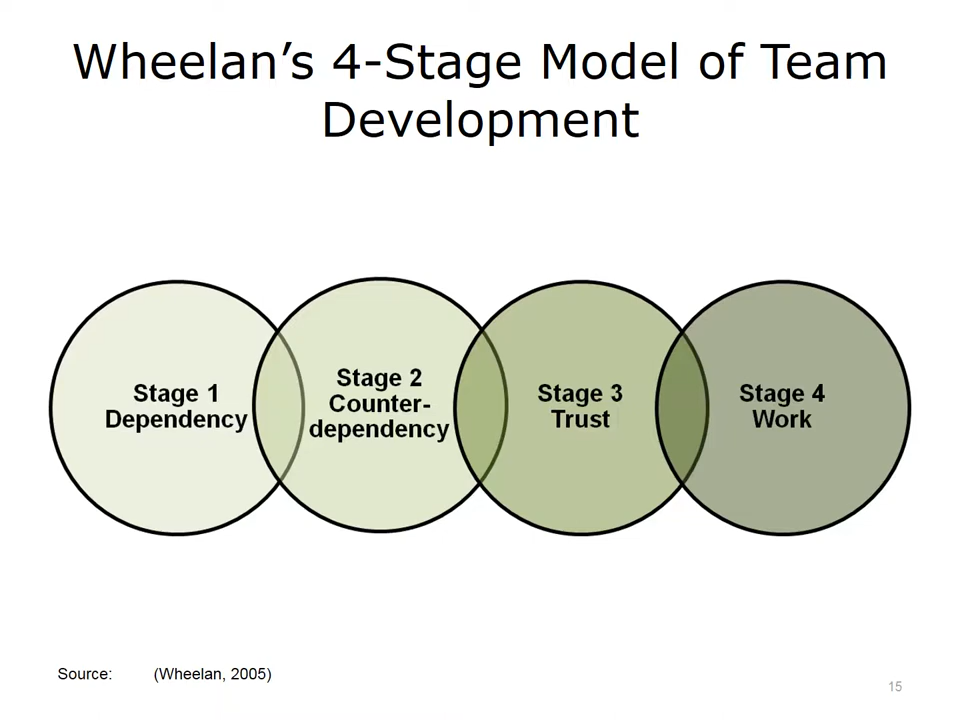 Wheelan’s 4-Stage Model of Team
Development
Stage 1
Dependency
Stage 2
Counter-
dependency
Stage 3
Trust
Stage 4
Work
Source: (Wheelan, 2005)
15